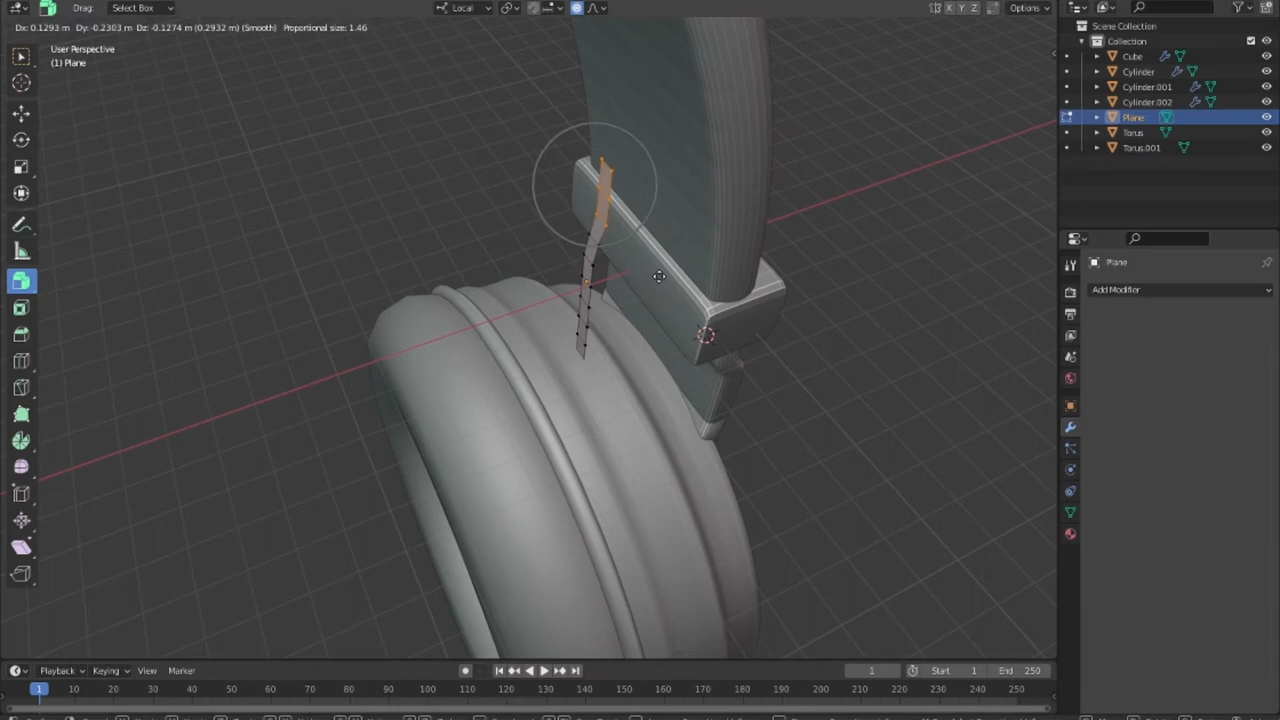 Drag:
Select Box
Local
X
Y
Z
Options
Dx: 0.1293 m Dy: -0.2303 m Dz: -0.1274 m (0.2932 m) (Smooth) Proportional size: 1.46
User Perspective
(1) Plane
Scene Collection
Collection
Cube
Cylinder
Cylinder.001
Cylinder.002
Plane
Torus
Torus.001
Plane
Add Modifier
Playback
Keying
View
Marker
1
Start 1
End 250
1 10 20 30 40 50 60 70 80 90 100 110 120 130 140 150 160 170 180 190 200 210 220 230 240 250